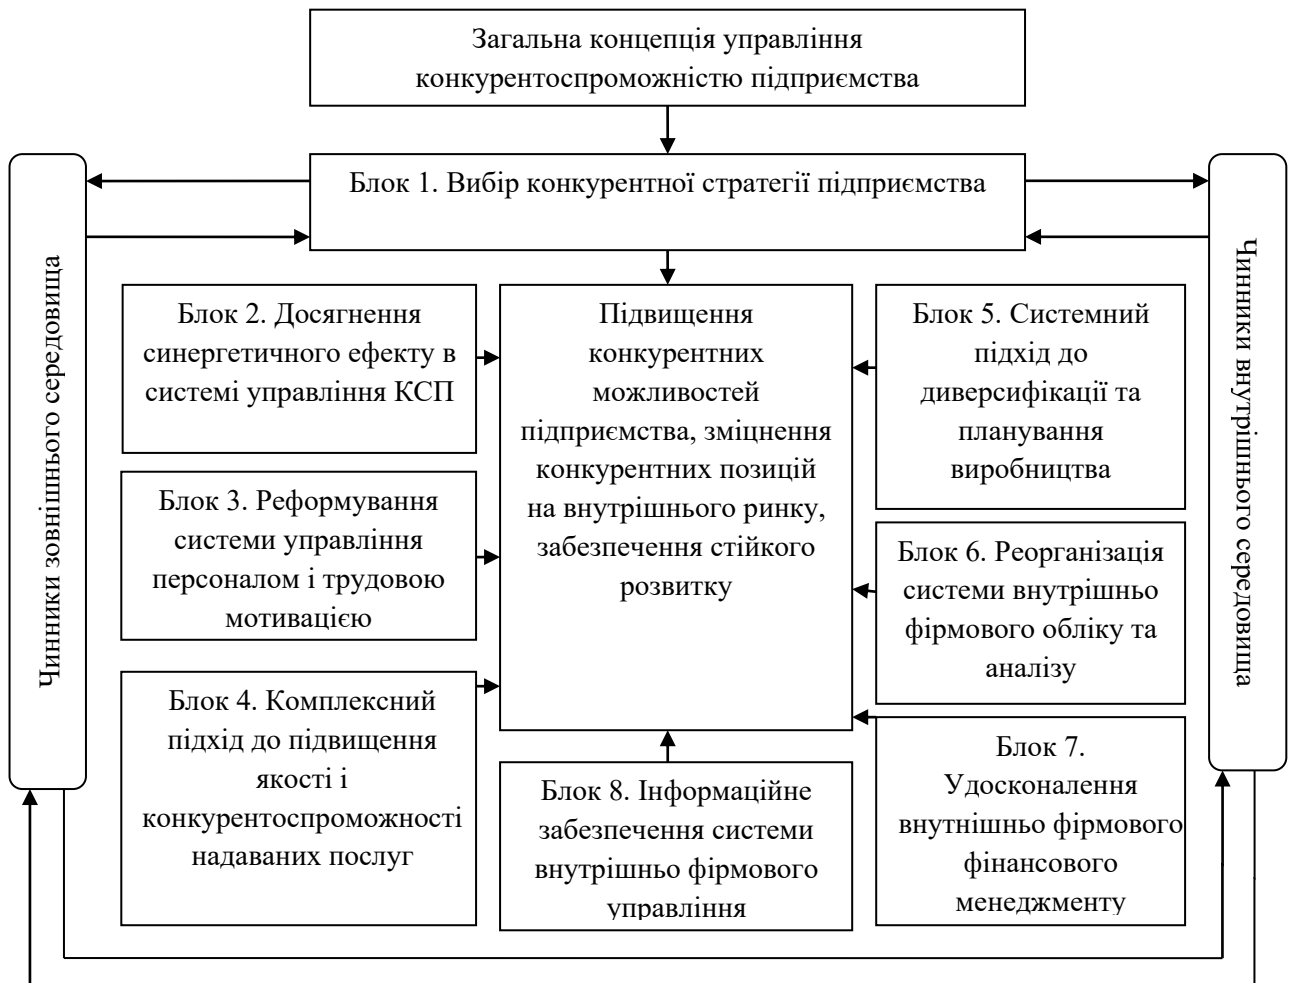 Загальна концепція управління
конкурентоспроможністю підприємства
Блок 1. Вибір конкурентної стратегії підприємства
Чинники зовнішнього середовища
Блок 2. Досягнення
синергетичного ефекту в
системі управління КСП
Блок 3. Реформування
системи управління
персоналом і трудовою
мотивацією
Блок 4. Комплексний
підхід до підвищення
якості і
конкурентоспроможності
надаваних послуг
Підвищення
конкурентних
можливостей
підприємства, зміцнення
конкурентних позицій
на внутрішнього ринку,
забезпечення стійкого
розвитку
Блок 8. Інформаційне
забезпечення системи
внутрішньо фірмового
управління
Блок 5. Системний
підхід до
диверсифікації та
планування
виробництва
Блок 6. Реорганізація
системи внутрішньо
фірмового обліку та
аналізу
Блок 7.
Удосконалення
внутнішньо фірмового
фінансового
менеджменту
Чинники внутрішнього середовища